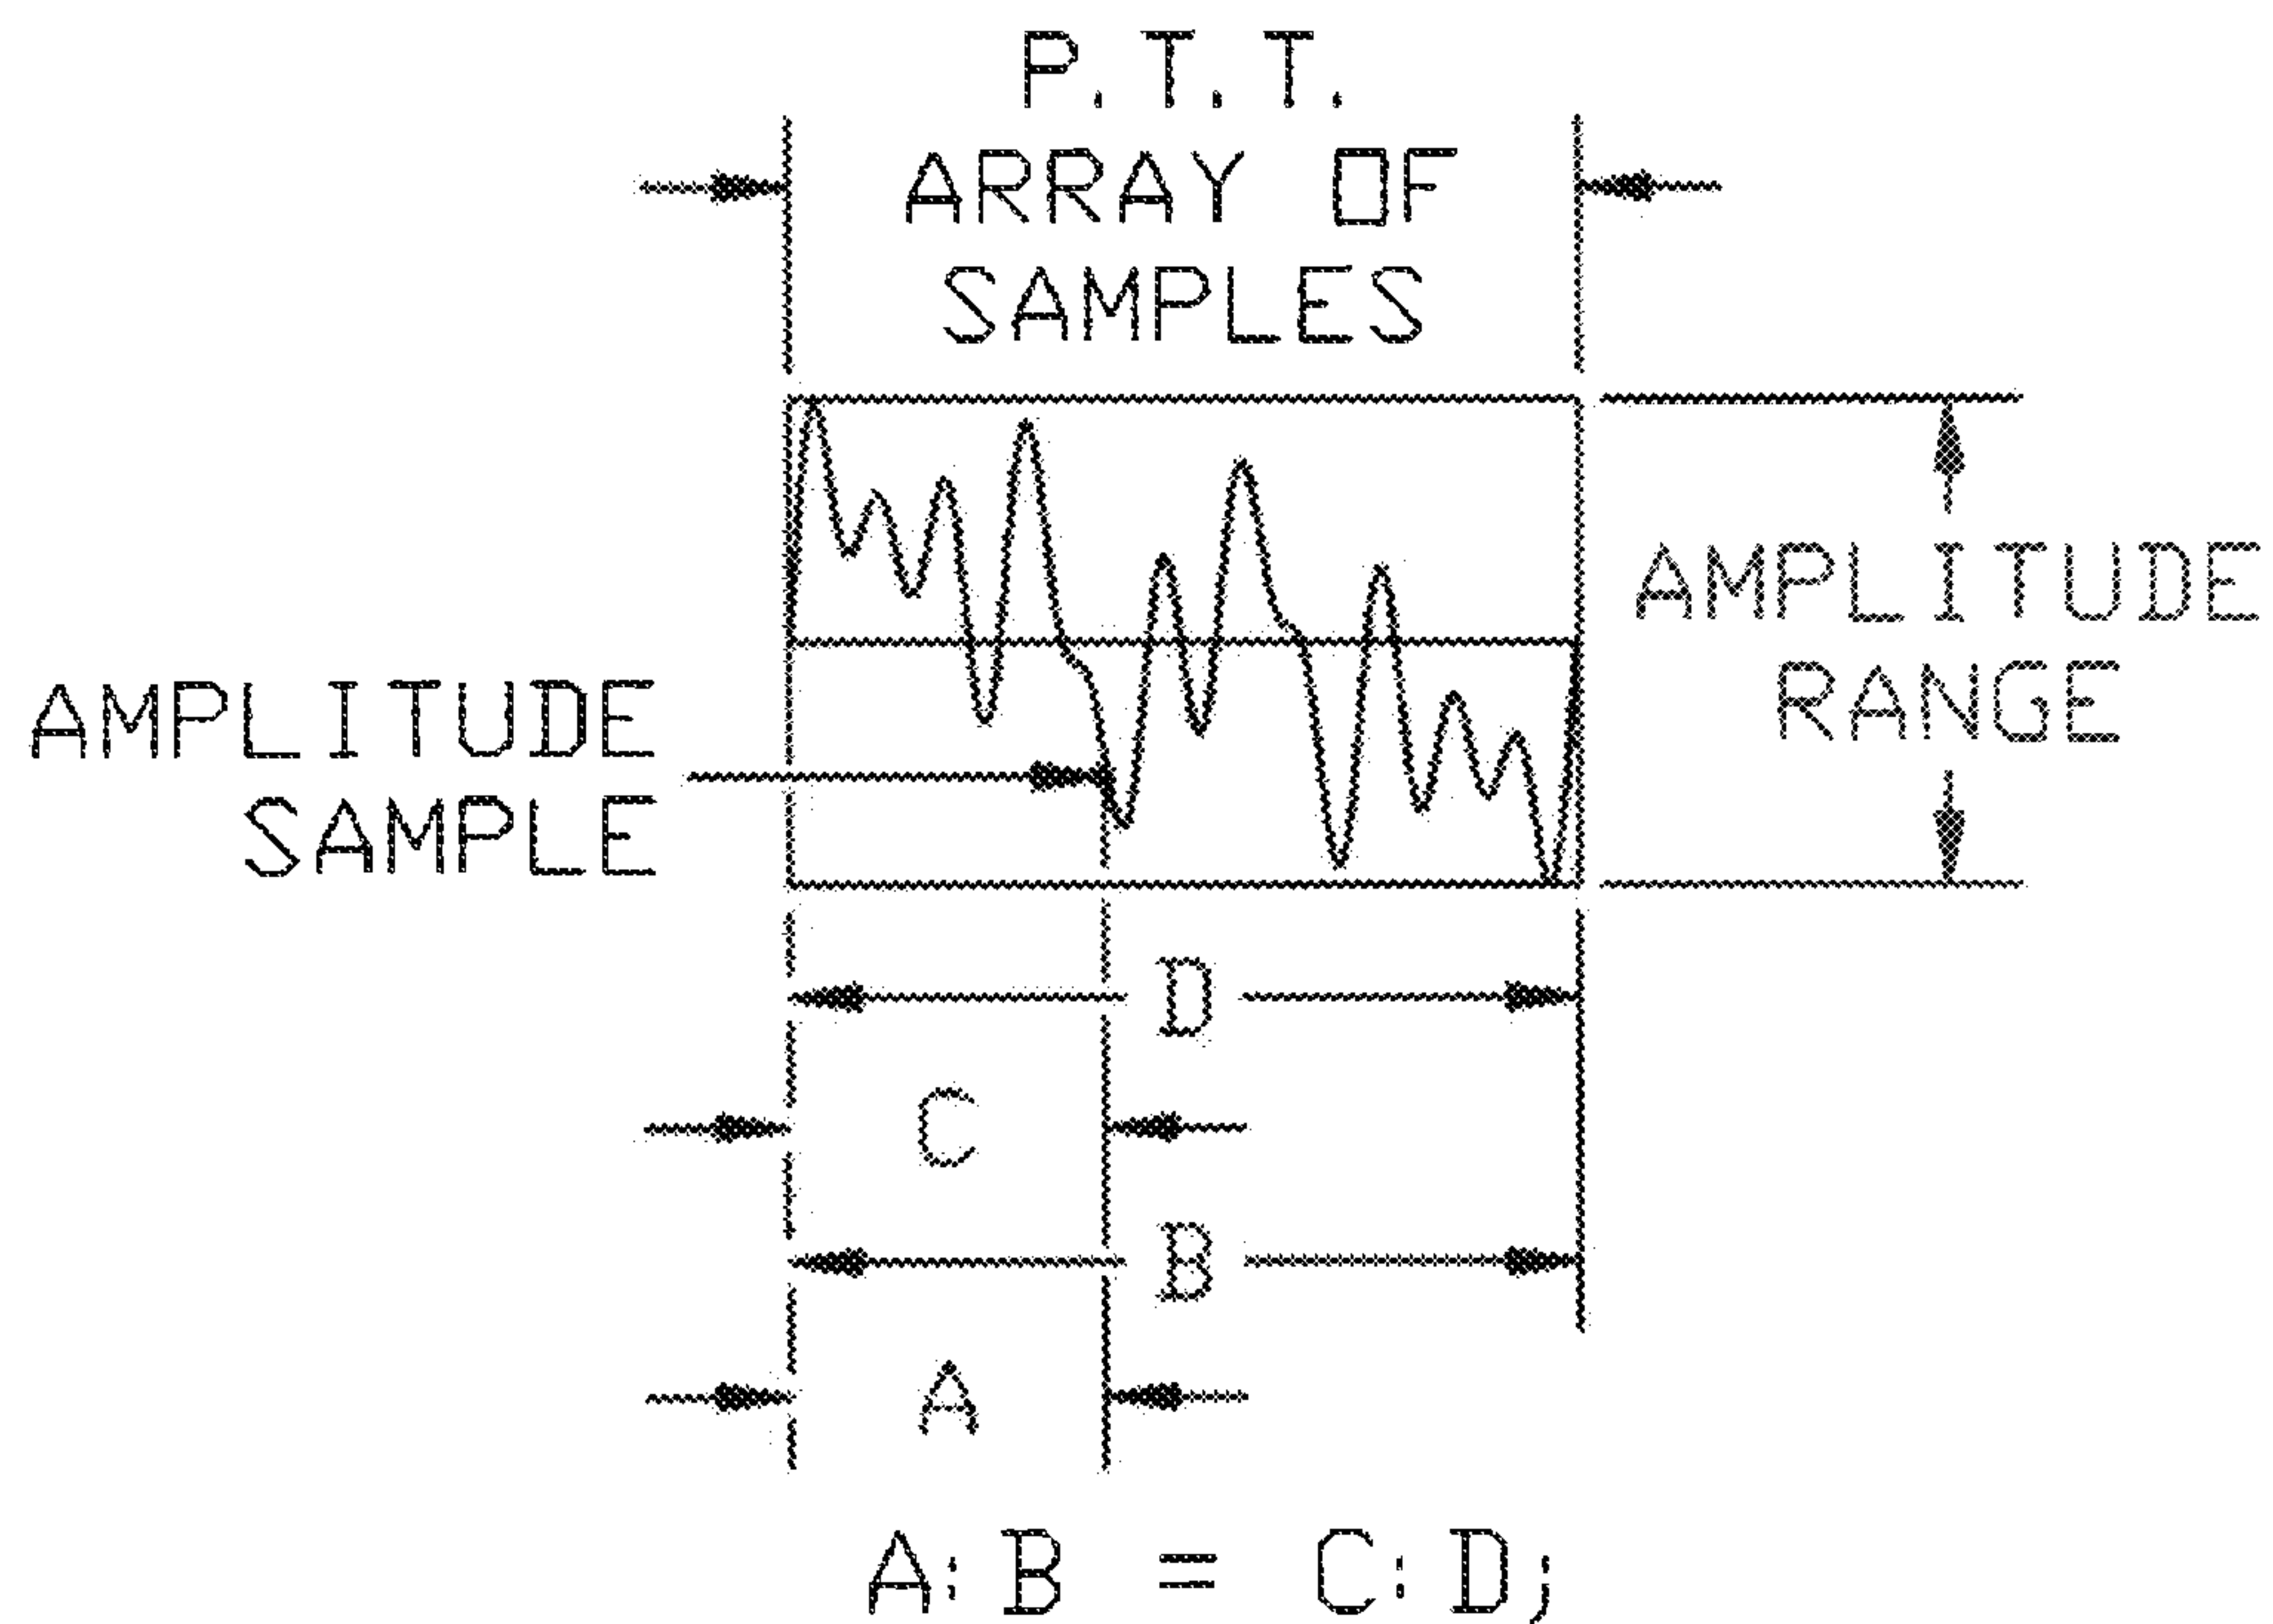 P.T.T.
ARRAY OF
SAMPLES
AMPLITUDE
RANGE
AMPLITUDE
SAMPLE
D
C
B
A
A:B = C:D;